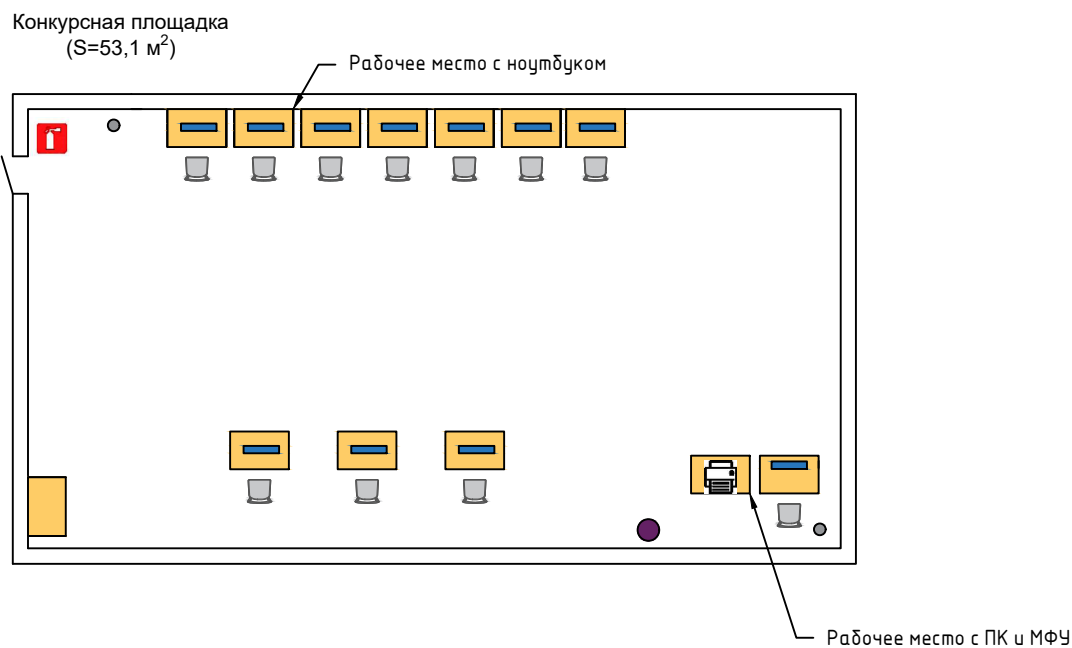 Конкурсная площадка
(S=53,1 м²)
Рабочее место с ноутбуком
Рабочее место с ПК и МФУ